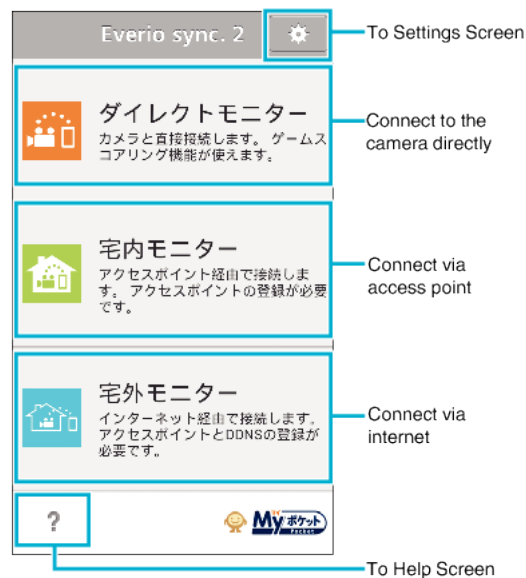 Everio sync. 2
To Settings Screen
ダイレクトモニター
カメラと直接接続します。 ゲームス
コアリング機能が使えます。
Connect to the
camera directly
宅内モニター
アクセスポイント経由で接続しま
す。 アクセスポイントの登録が必要
です。
Connect via
access point
宅外モニター
インターネット経由で接続します。
アクセスポイントとDDNSの登録が
必要です。
Connect via
internet
?
Myポケット
Pocket
To Help Screen